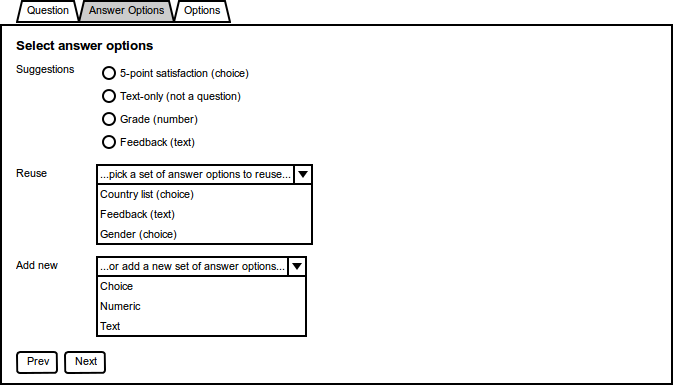 Question
Answer Options
Options
Select answer options
Suggestions
5-point satisfaction (choice)
Text-only (not a question)
Grade (number)
Feedback (text)
Reuse
...pick a set of answer options to reuse...
Country list (choice)
Feedback (text)
Gender (choice)
Add new
...or add a new set of answer options...
Choice
Numeric
Text
Prev
Next